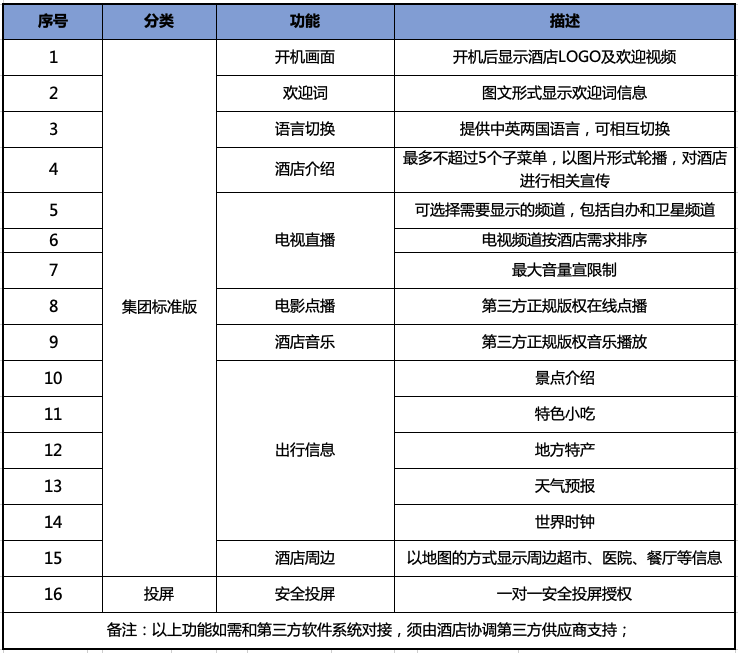 序号 分类 功能 描述
1 开机画面 开机后显示酒店LOGO及欢迎视频
2 欢迎词 图文形式显示欢迎词信息
3 语言切换 提供中英两国语言，可相互切换
4 酒店介绍 最多不超过5个子菜单，以图片形式轮播，对酒店
进行相关宣传
5 可选择需要显示的频道，包括自办和卫星频道
6 电视直播 电视频道按酒店需求排序
7 最大音量宣限制
8 集团标准版 电影点播 第三方正规版权在线点播
9 酒店音乐 第三方正规版权音乐播放
10 景点介绍
11 特色小吃
12 出行信息 地方特产
13 天气预报
14 世界时钟
15 酒店周边 以地图的方式显示周边超市、医院、餐厅等信息
16 投屏 安全投屏 一对一安全投屏授权
备注：以上功能如需和第三方软件系统对接，须由酒店协调第三方供应商支持；